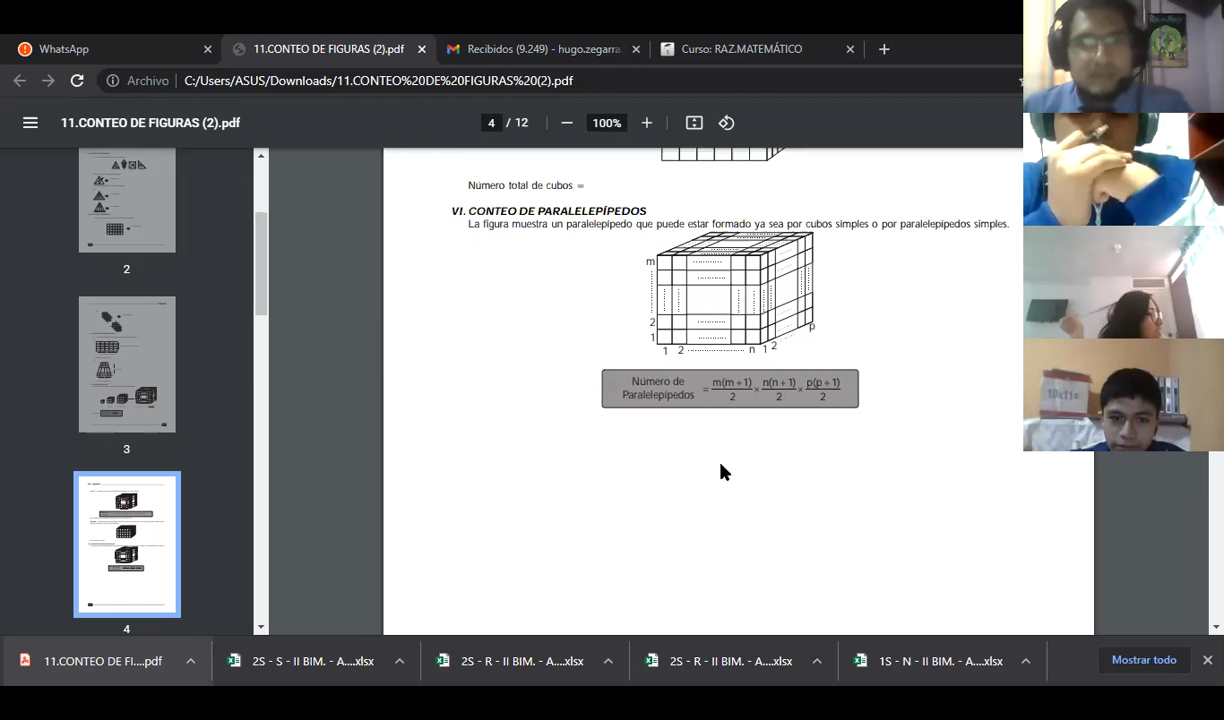 WhatsApp
11.CONTEO DE FIGURAS (2).pdf
Recibidos (9.249) - hugo.zegarra.
Curso: RAZ.MATEMÁTICO
Archivo
C:/Users/ASUS/Downloads/11.CONTEO%20DE%20FIGURAS%20(2).pdf
11.CONTEO DE FIGURAS (2).pdf
4 / 12
100%
2
3
4
Número total de cubos =
VI. CONTEO DE PARALELEPÍPEDOS
La figura muestra un paralelepípedo que puede estar formado ya sea por cubos simples o por paralelepipedos simples.
m
2
1
1 2 n 1 2 p
Número de Paralelepipedos = m(m+1)/2 × n(n+1)/2 × p(p+1)/2
10x11=
11.CONTEO DE FI....pdf
2S - S - II BIM. - A....xlsx
2S - R - II BIM. - A....xlsx
2S - R - II BIM. - A....xlsx
1S - N - II BIM. - A....xlsx
Mostrar todo